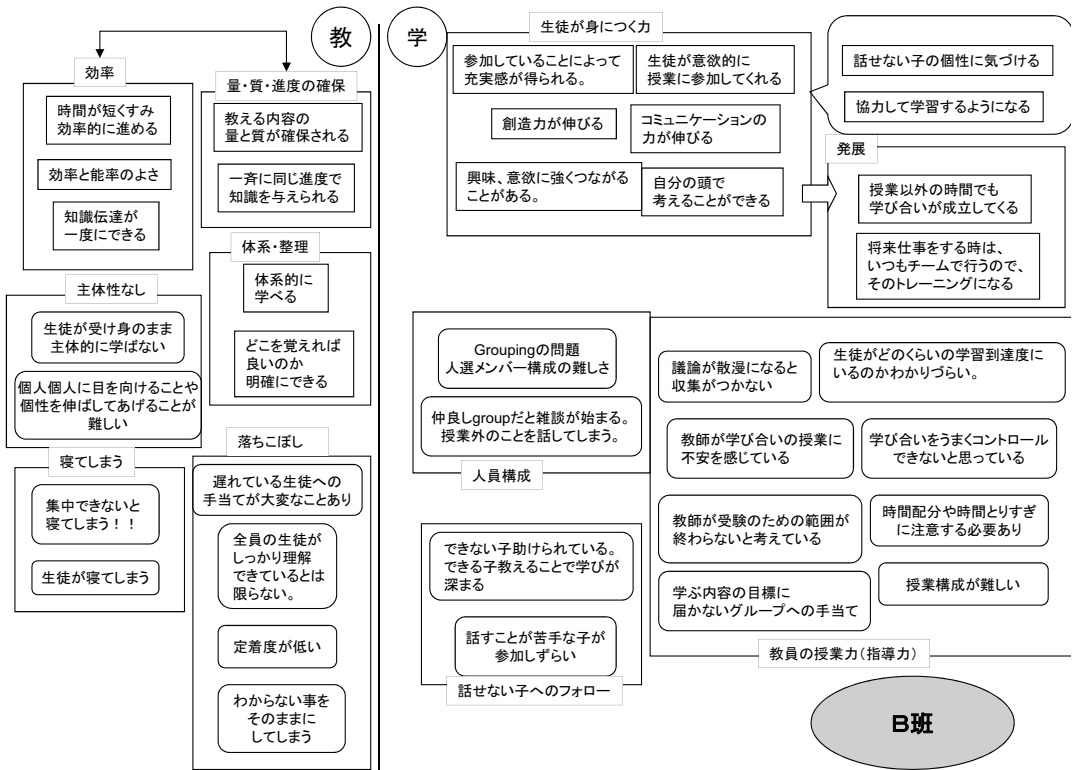 教
効率
時間が短くすみ
効率的に進める
効率と能率のよさ
知識伝達が
一度にできる
量・質・進度の確保
教える内容の
量と質が確保される
一斉に同じ進度で
知識を与えられる
体系・整理
体系的に
学べる
どこを覚えれば
良いのか
明確にできる
主体性なし
生徒が受け身のまま
主体的に学ばない
個人個人に目を向けることや
個性を伸ばしてあげることが
難しい
寝てしまう
集中できないと
寝てしまう！！
生徒が寝てしまう
落ちこぼし
遅れている生徒への
手当てが大変なことあり
全員の生徒が
しっかり理解
できているとは
限らない。
定着度が低い
わからない事を
そのままに
してしまう
学
生徒が身につく力
参加していることによって
充実感が得られる。
生徒が意欲的に
授業に参加してくれる
創造力が伸びる
コミュニケーションの
力が伸びる
興味、意欲に強くつながる
ことがある。
自分の頭で
考えることができる
話せない子の個性に気づける
協力して学習するようになる
発展
授業以外の時間でも
学び合いが成立してくる
将来仕事をする時は、
いつもチームで行うので、
そのトレーニングになる
Groupingの問題
人選メンバー構成の難しさ
仲良しgroupだと雑談が始まる。
授業外のことを話してしまう。
人員構成
できない子助けられている。
できる子教えることで学びが
深まる
話すことが苦手な子が
参加しずらい
話せない子へのフォロー
議論が散漫になると
収集がつかない
生徒がどのくらいの学習到達度に
いるのかわかりづらい。
教師が学び合いの授業に
不安を感じている
学び合いをうまくコントロール
できないと思っている
教師が受験のための範囲が
終わらないと考えている
時間配分や時間とりすぎ
に注意する必要あり
学ぶ内容の目標に
届かないグループへの手当て
授業構成が難しい
教員の授業力（指導力）
B班